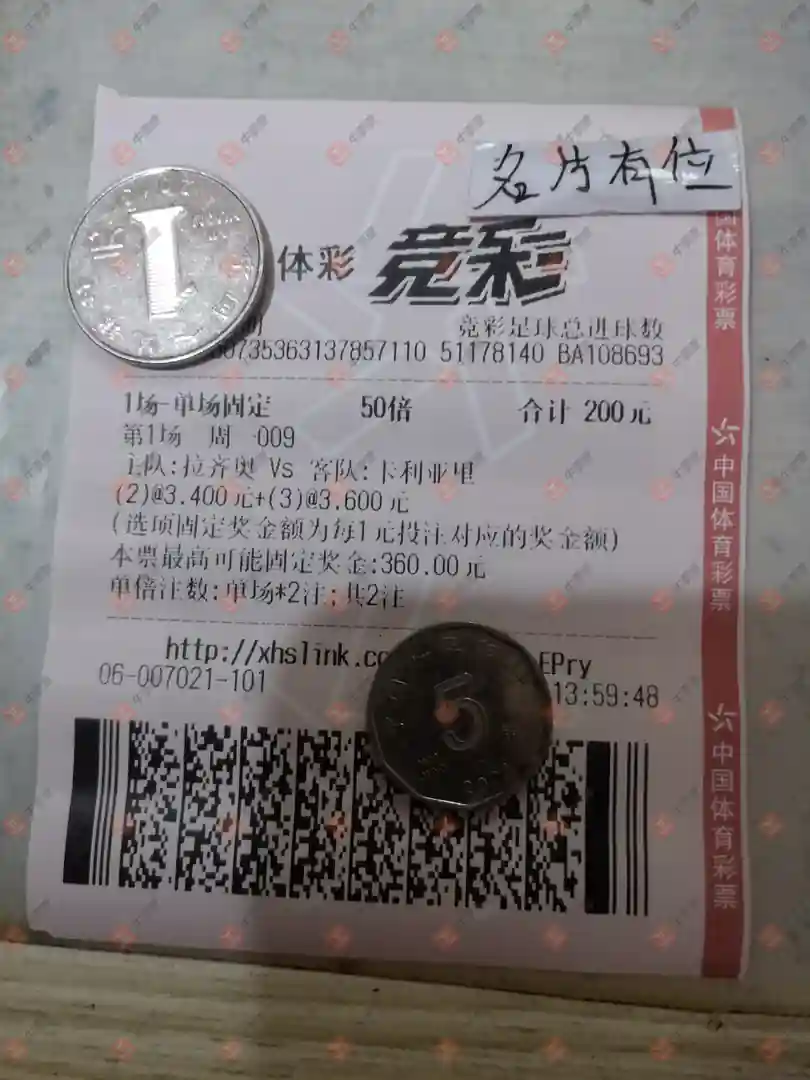 名片有位
体彩 竞彩
竞彩足球总进球数
0735363137857110 51178140 BA108693
1场-单场固定 50倍 合计 200元
第1场 周 009
主队:拉齐奥 Vs 客队:卡利亚里
(2)@3.400元+(3)@3.600元
(选项固定奖金额为每1元投注对应的奖金额)
本票最高可能固定奖金:360.00元
单倍注数:单场*2注;共2注
http://xhslink.co EPry
06-007021-101 13:59:48
国体育彩票
中国体育彩票
中国体育彩票
1
5